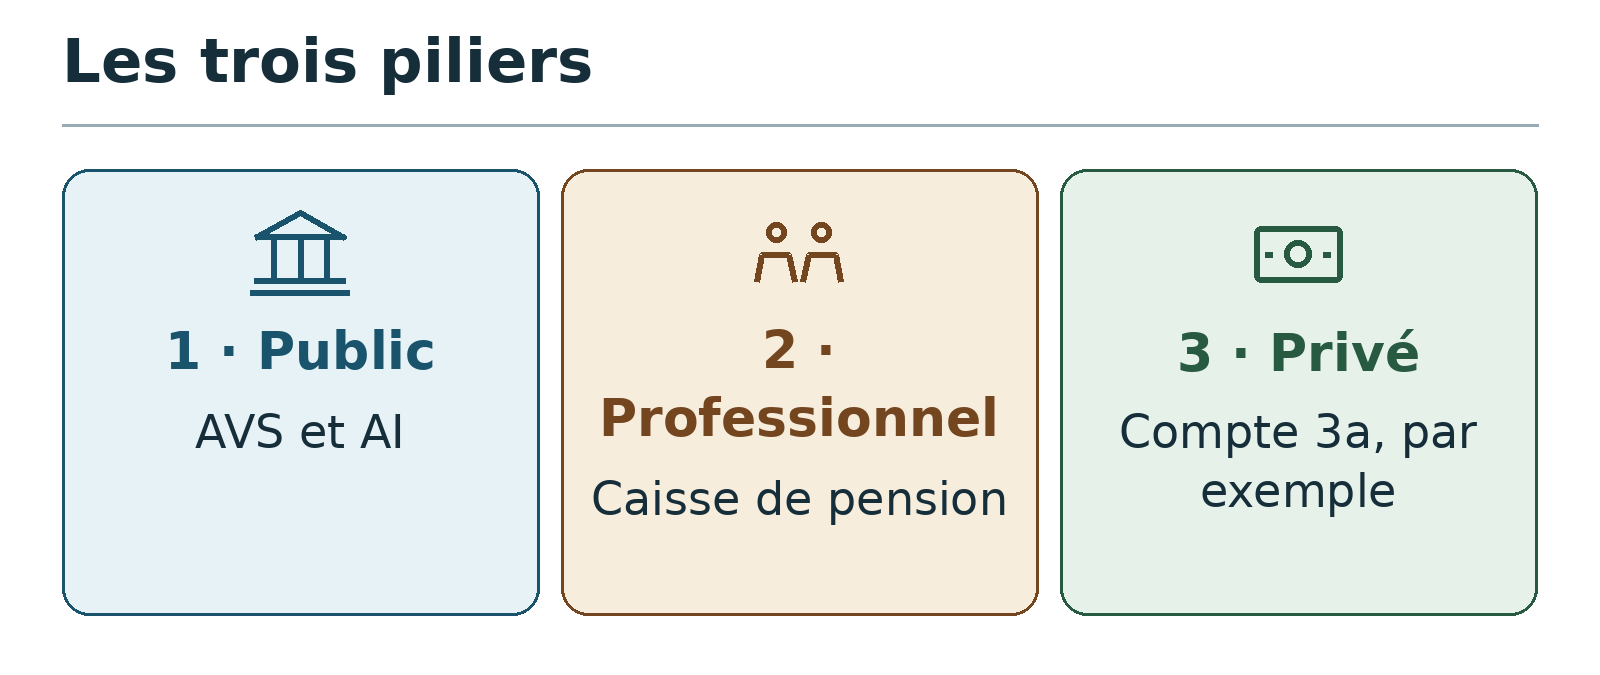 Les trois piliers
1 · Public
AVS et AI
2 ·
Professionnel
Caisse de pension
3 · Privé
Compte 3a, par
exemple